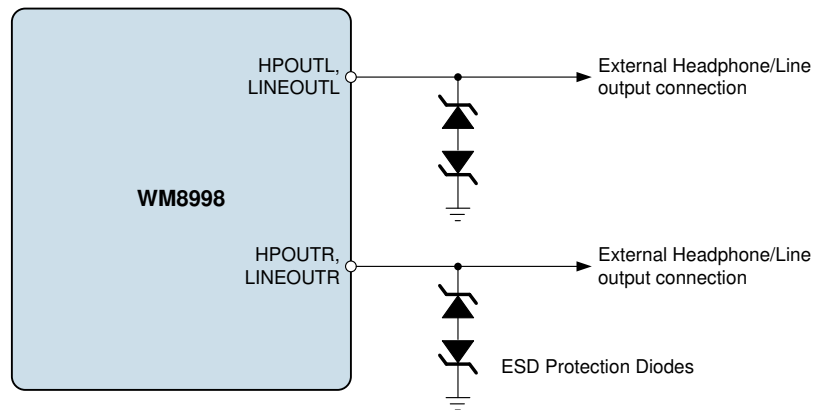 HPOUTL,
LINEOUTL
External Headphone/Line
output connection
WM8998
HPOUTR,
LINEOUTR
External Headphone/Line
output connection
ESD Protection Diodes